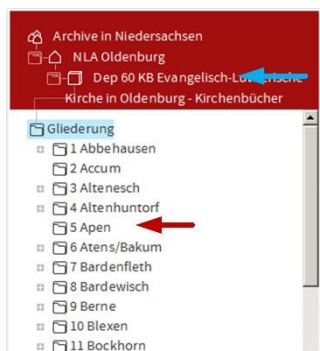 Archive in Niedersachsen
NLA Oldenburg
Dep 60 KB Evangelisch-Lutherische
Kirche in Oldenburg - Kirchenbücher
Gliederung
1 Abbehausen
2 Accum
3 Altenesch
4 Altenhuntorf
5 Apen
6 Atens/Bakum
7 Bardenfleth
8 Bardewisch
9 Berne
10 Blexen
11 Bockhorn